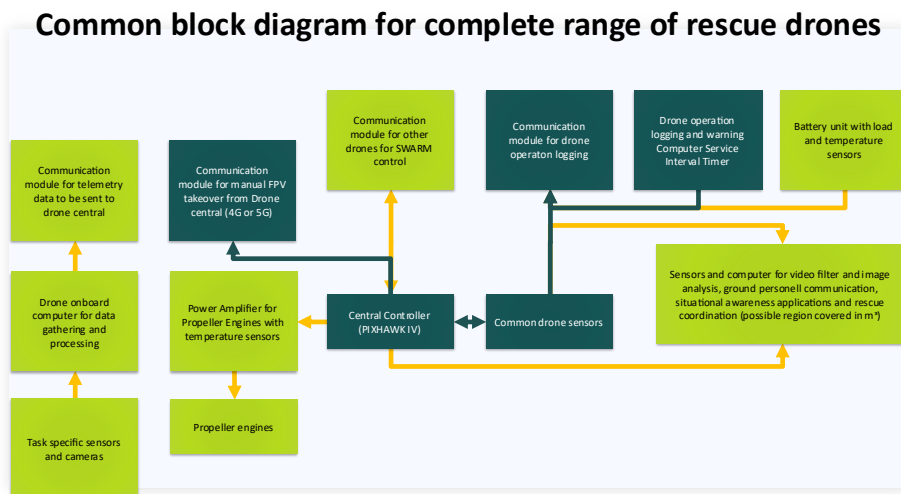 Common block diagram for complete range of rescue drones
Communication
module for telemetry
data to be sent to
drone central
Communication
module for manual FPV
takeover from Drone
central (4G or 5G)
Communication
module for other
drones for SWARM
control
Communication
module for drone
operaton logging
Drone operation
logging and warning
Computer Service
Interval Timer
Battery unit with load
and temperature
sensors
Drone onboard
computer for data
gathering and
processing
Power Amplifier for
Propeller Engines with
temperature sensors
Central Controller
(PIXHAWK IV)
Common drone sensors
Sensors and computer for video filter and image
analysis, ground personell communication,
situational awareness applications and rescue
coordination (possible region covered in m²)
Task specific sensors
and cameras
Propeller engines